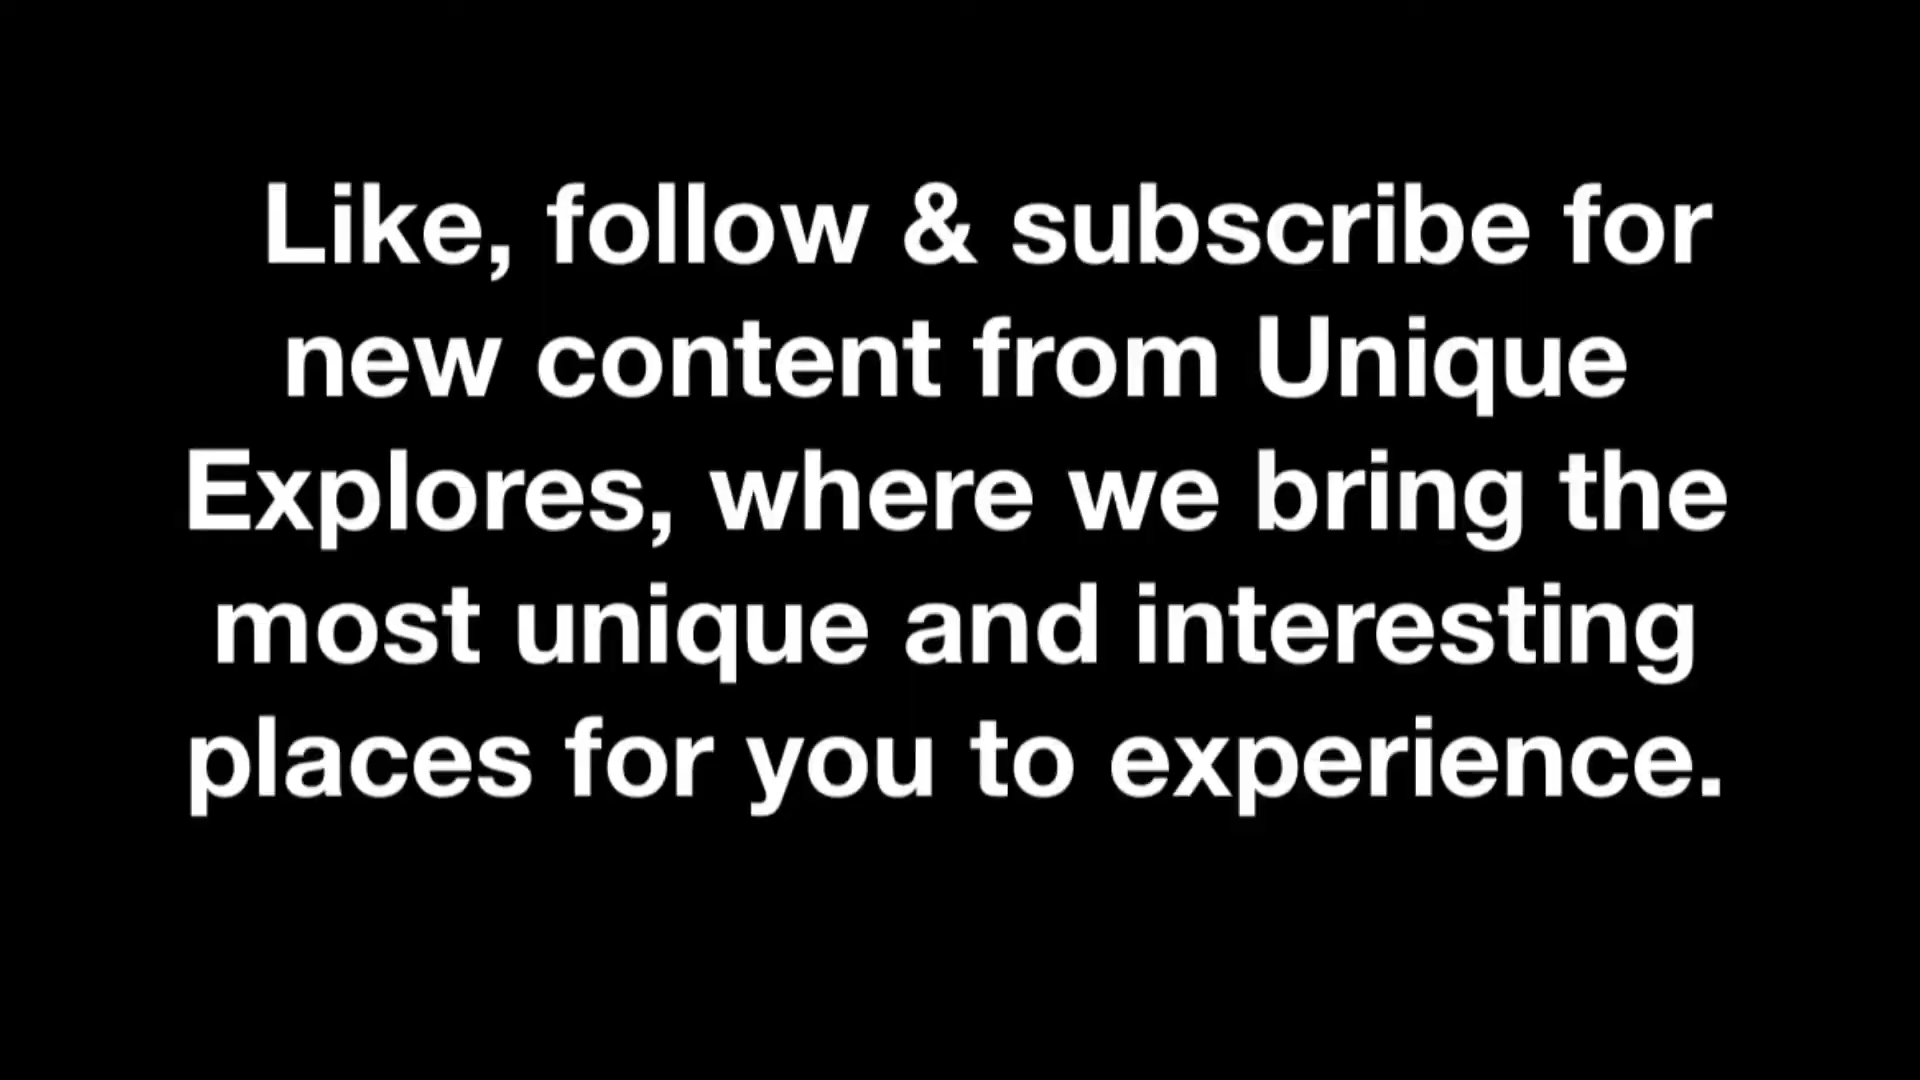 Like, follow & subscribe for
new content from Unique
Explores, where we bring the
most unique and interesting
places for you to experience.